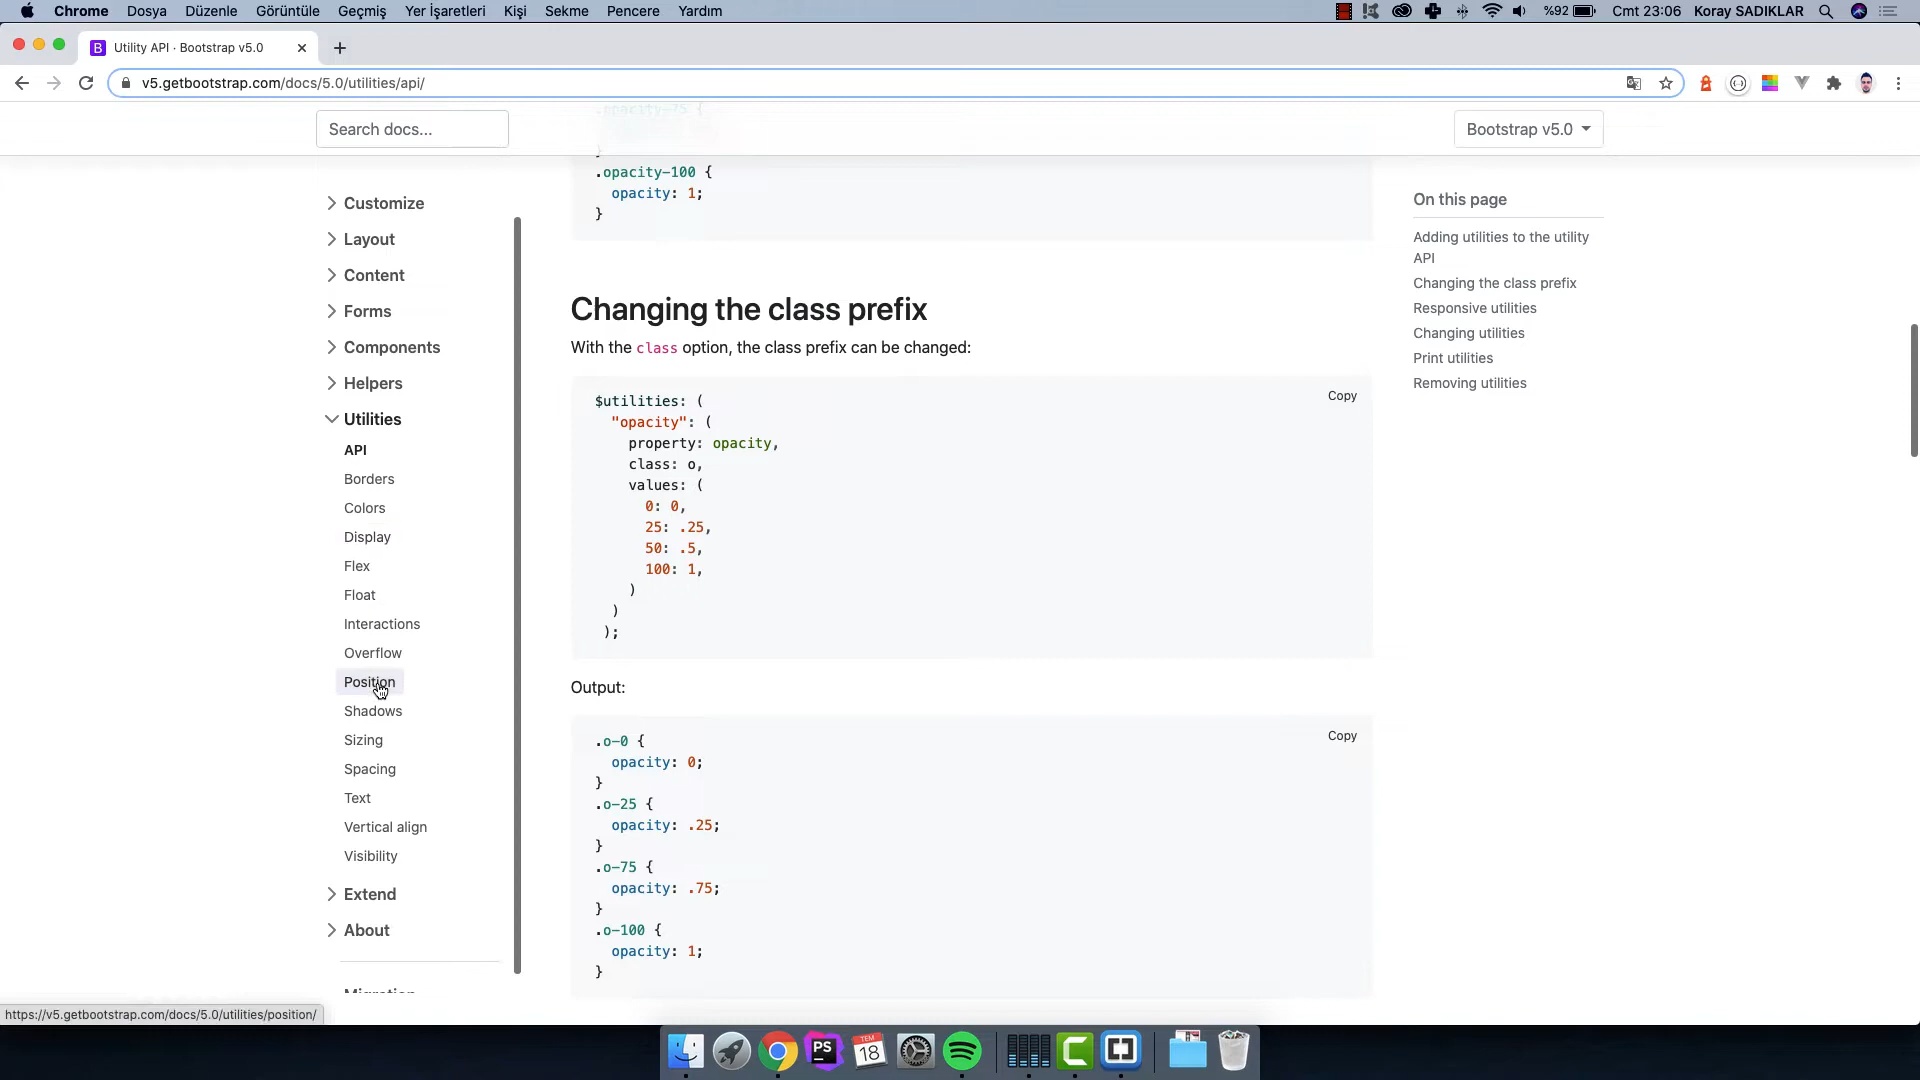 Chrome Dosya Düzenle Görüntüle Geçmiş Yer İşaretleri Kişi Sekme Pencere Yardım
%92 Cmt 23:06 Koray SADIKLAR
Utility API · Bootstrap v5.0
v5.getbootstrap.com/docs/5.0/utilities/api/
Search docs...
Bootstrap v5.0
Customize
Layout
Content
Forms
Components
Helpers
Utilities
API
Borders
Colors
Display
Flex
Float
Interactions
Overflow
Position
Shadows
Sizing
Spacing
Text
Vertical align
Visibility
Extend
About
Migration
.opacity-75 {
}
.opacity-100 {
opacity: 1;
}
Changing the class prefix
With the class option, the class prefix can be changed:
Copy
$utilities: (
"opacity": (
property: opacity,
class: o,
values: (
0: 0,
25: .25,
50: .5,
100: 1,
)
)
);
Output:
Copy
.o-0 {
opacity: 0;
}
.o-25 {
opacity: .25;
}
.o-75 {
opacity: .75;
}
.o-100 {
opacity: 1;
}
On this page
Adding utilities to the utility
API
Changing the class prefix
Responsive utilities
Changing utilities
Print utilities
Removing utilities
https://v5.getbootstrap.com/docs/5.0/utilities/position/
PS
TEM
18